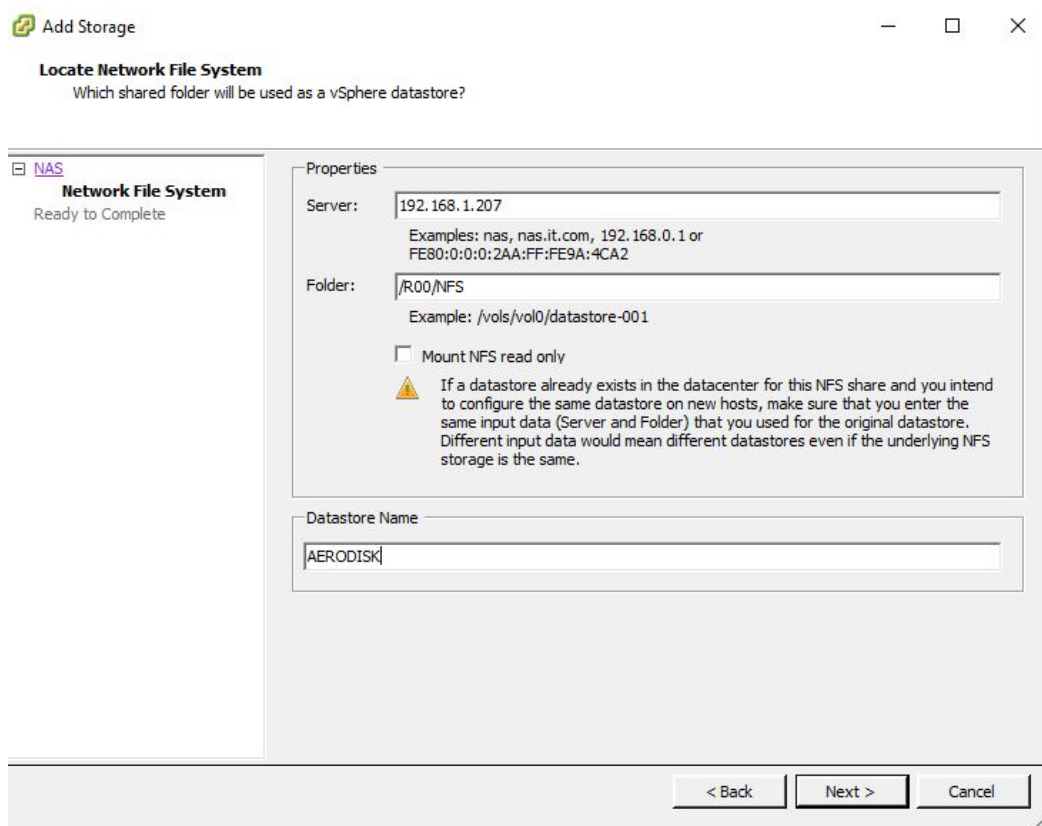 Add Storage
Locate Network File System
Which shared folder will be used as a vSphere datastore?
NAS
Network File System
Ready to Complete
Properties
Server:
192.168.1.207
Examples: nas, nas.it.com, 192.168.0.1 or
FE80:0:0:0:2AA:FF:FE9A:4CA2
Folder:
/R00/NFS
Example: /vols/vol0/datastore-001
Mount NFS read only
If a datastore already exists in the datacenter for this NFS share and you intend
to configure the same datastore on new hosts, make sure that you enter the
same input data (Server and Folder) that you used for the original datastore.
Different input data would mean different datastores even if the underlying NFS
storage is the same.
Datastore Name
AERODISK
< Back
Next >
Cancel